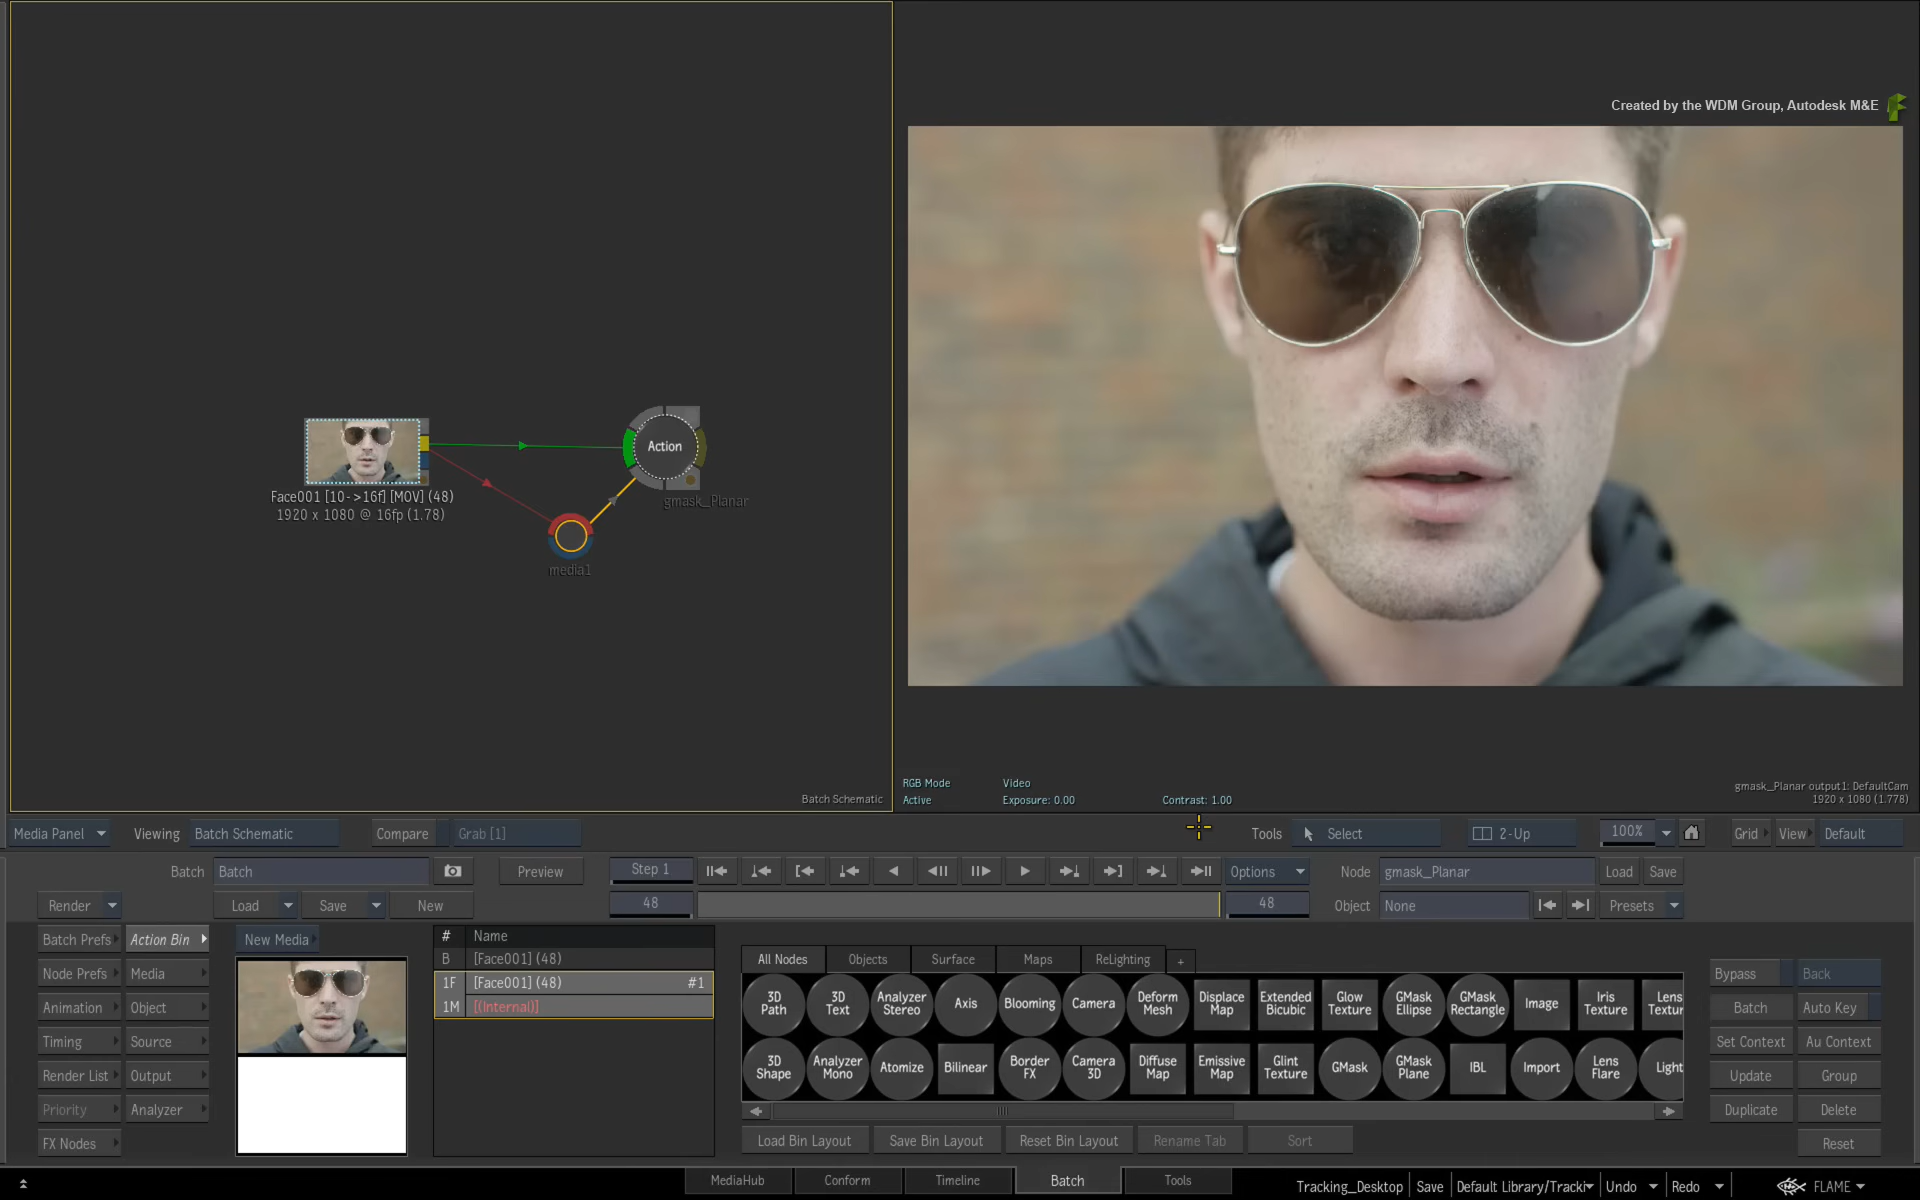 Created by the WDM Group, Autodesk M&E
Action
gmask_Planar
Face001 [10->16f] [MOV] (48)
1920 x 1080 @ 16fp (1.78)
media1
Batch Schematic
RGB Mode Video
Active Exposure: 0.00 Contrast: 1.00
gmask_Planar output1: DefaultCam
1920 x 1080 (1.778)
Media Panel Viewing Batch Schematic Compare Grab [1] Tools Select 2-Up 100% Grid View Default
Batch Batch Preview Step 1 Options Node gmask_Planar Load Save
Render Load Save New 48 48 Object None Presets
Batch Prefs Action Bin New Media # Name
B [Face001] (48)
Node Prefs Media 1F [Face001] (48) #1
1M [(Internal)]
Animation Object
Timing Source
Render List Output
Priority Analyzer
FX Nodes
All Nodes Objects Surface Maps ReLighting +
3D Path 3D Text Analyzer Stereo Axis Blooming Camera Deform Mesh Displace Map Extended Bicubic Glow Texture GMask Ellipse GMask Rectangle Image Iris Texture Lens Textur
3D Shape Analyzer Mono Atomize Bilinear Border FX Camera 3D Diffuse Map Emissive Map Glint Texture GMask GMask Plane IBL Import Lens Flare Light
Load Bin Layout Save Bin Layout Reset Bin Layout Rename Tab Sort
Bypass Back
Batch Auto Key
Set Context Au Context
Update Group
Duplicate Delete
Reset
MediaHub Conform Timeline Batch Tools Tracking_Desktop Save Default Library/Tracki Undo Redo FLAME